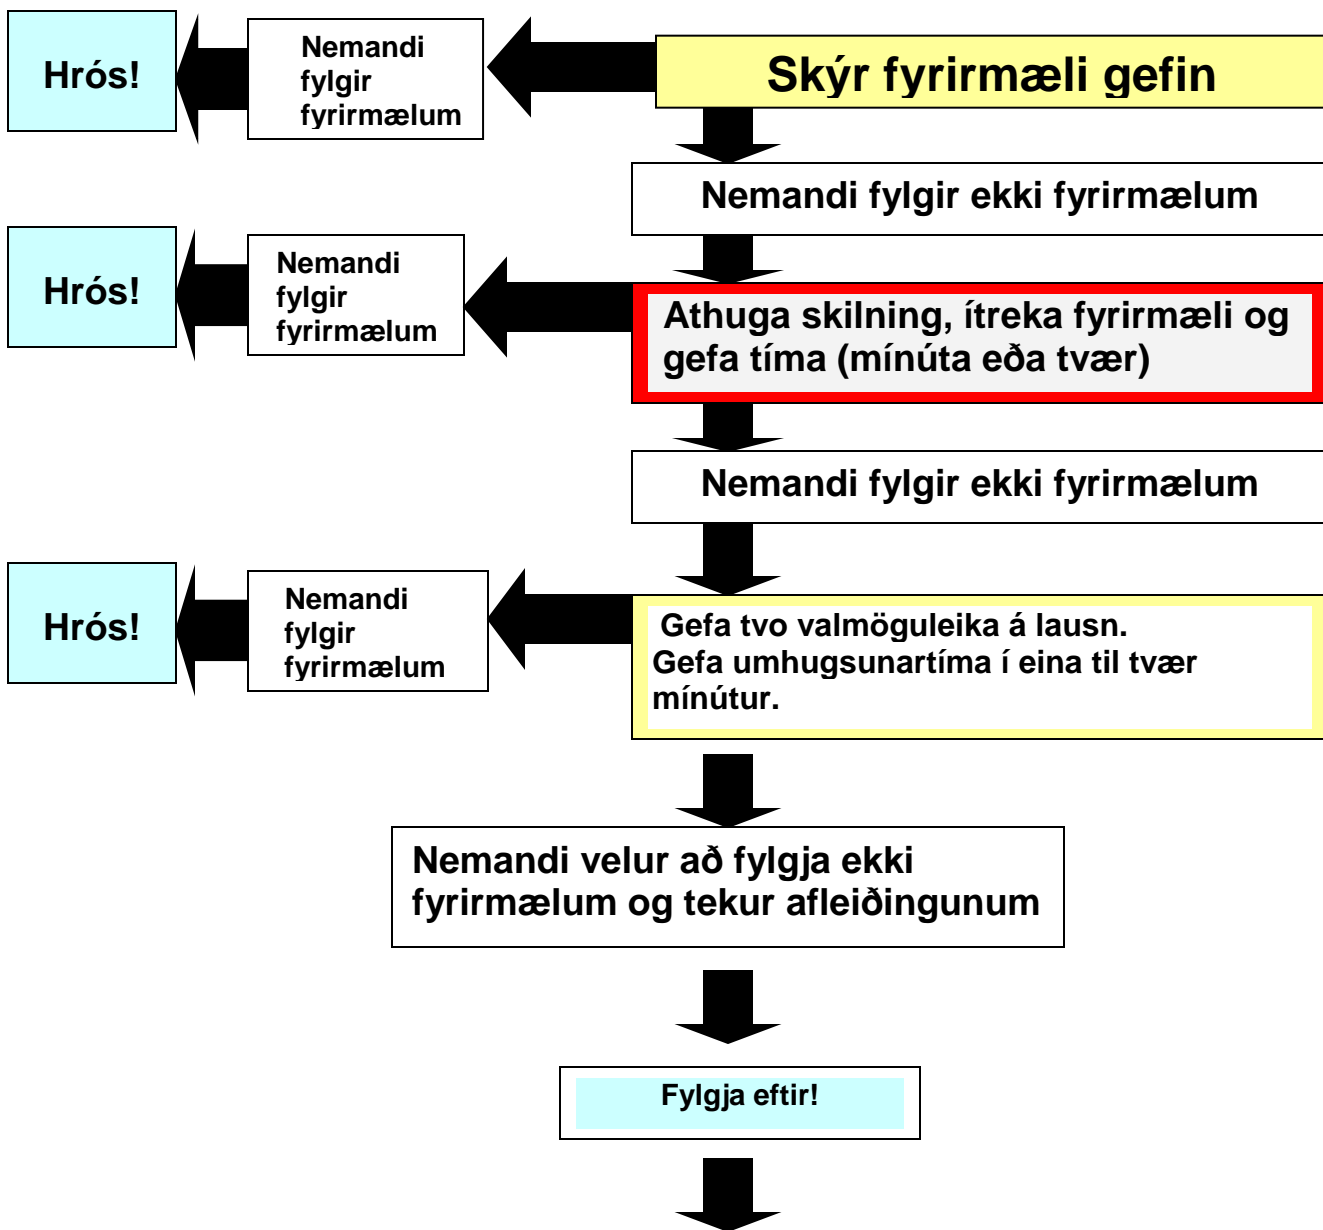 Skýr fyrirmæli gefin
Nemandi
fylgir
fyrirmælum
Hrós!
Nemandi fylgir ekki fyrirmælum
Athuga skilning, ítreka fyrirmæli og
gefa tíma (mínúta eða tvær)
Nemandi
fylgir
fyrirmælum
Hrós!
Nemandi fylgir ekki fyrirmælum
Gefa tvo valmöguleika á lausn.
Gefa umhugsunartíma í eina til tvær
mínútur.
Nemandi
fylgir
fyrirmælum
Hrós!
Nemandi velur að fylgja ekki
fyrirmælum og tekur afleiðingunum
Fylgja eftir!